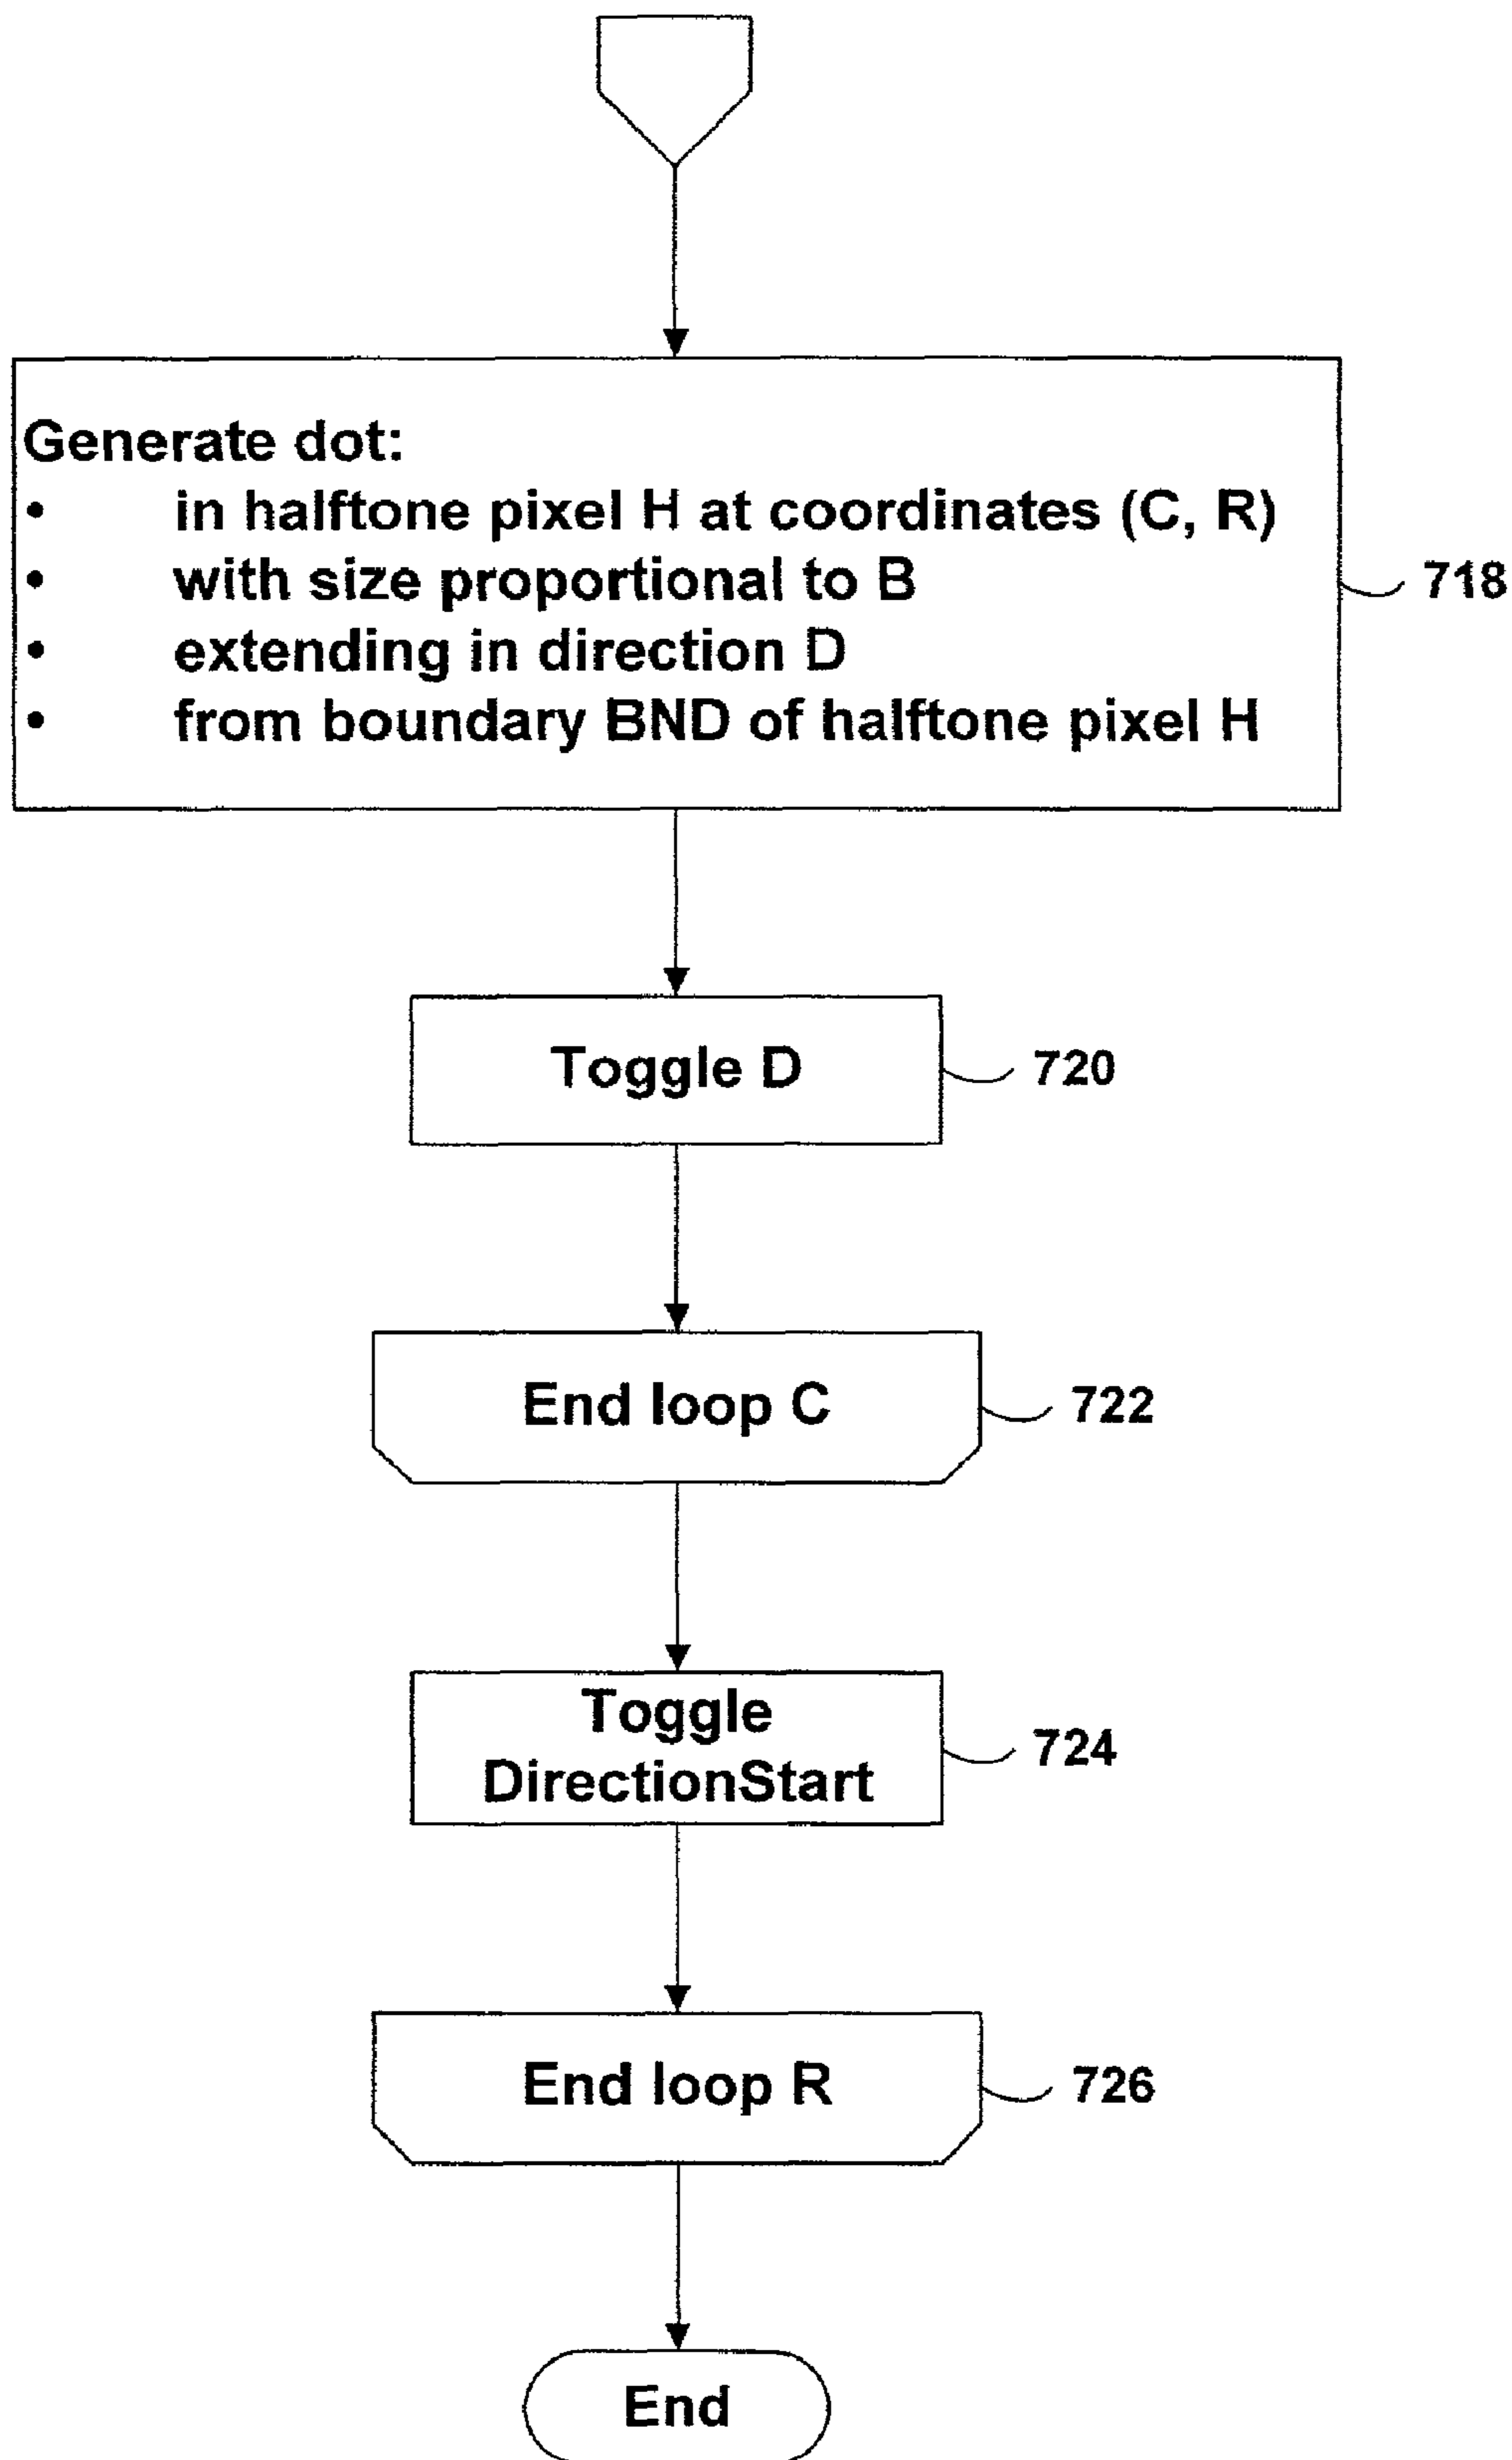 Generate dot:
• in halftone pixel H at coordinates (C, R)
• with size proportional to B
• extending in direction D
• from boundary BND of halftone pixel H
718
Toggle D
720
End loop C
722
Toggle
DirectionStart
724
End loop R
726
End